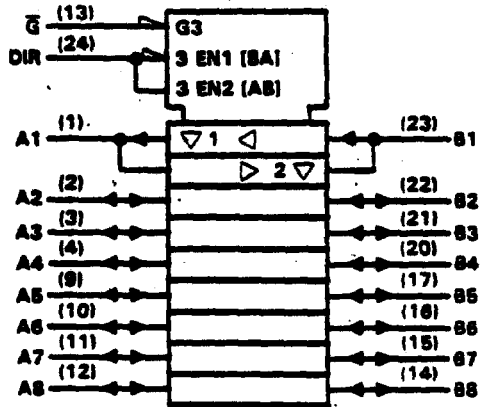 G̅ (13) G3
DIR (24) 3 EN1 [BA]
3 EN2 [AB]
A1 (1) ▽ 1 ◁ (23) B1
▷ 2 ▽
A2 (2) (22) B2
A3 (3) (21) B3
A4 (4) (20) B4
A5 (9) (17) B5
A6 (10) (16) B6
A7 (11) (15) B7
A8 (12) (14) B8